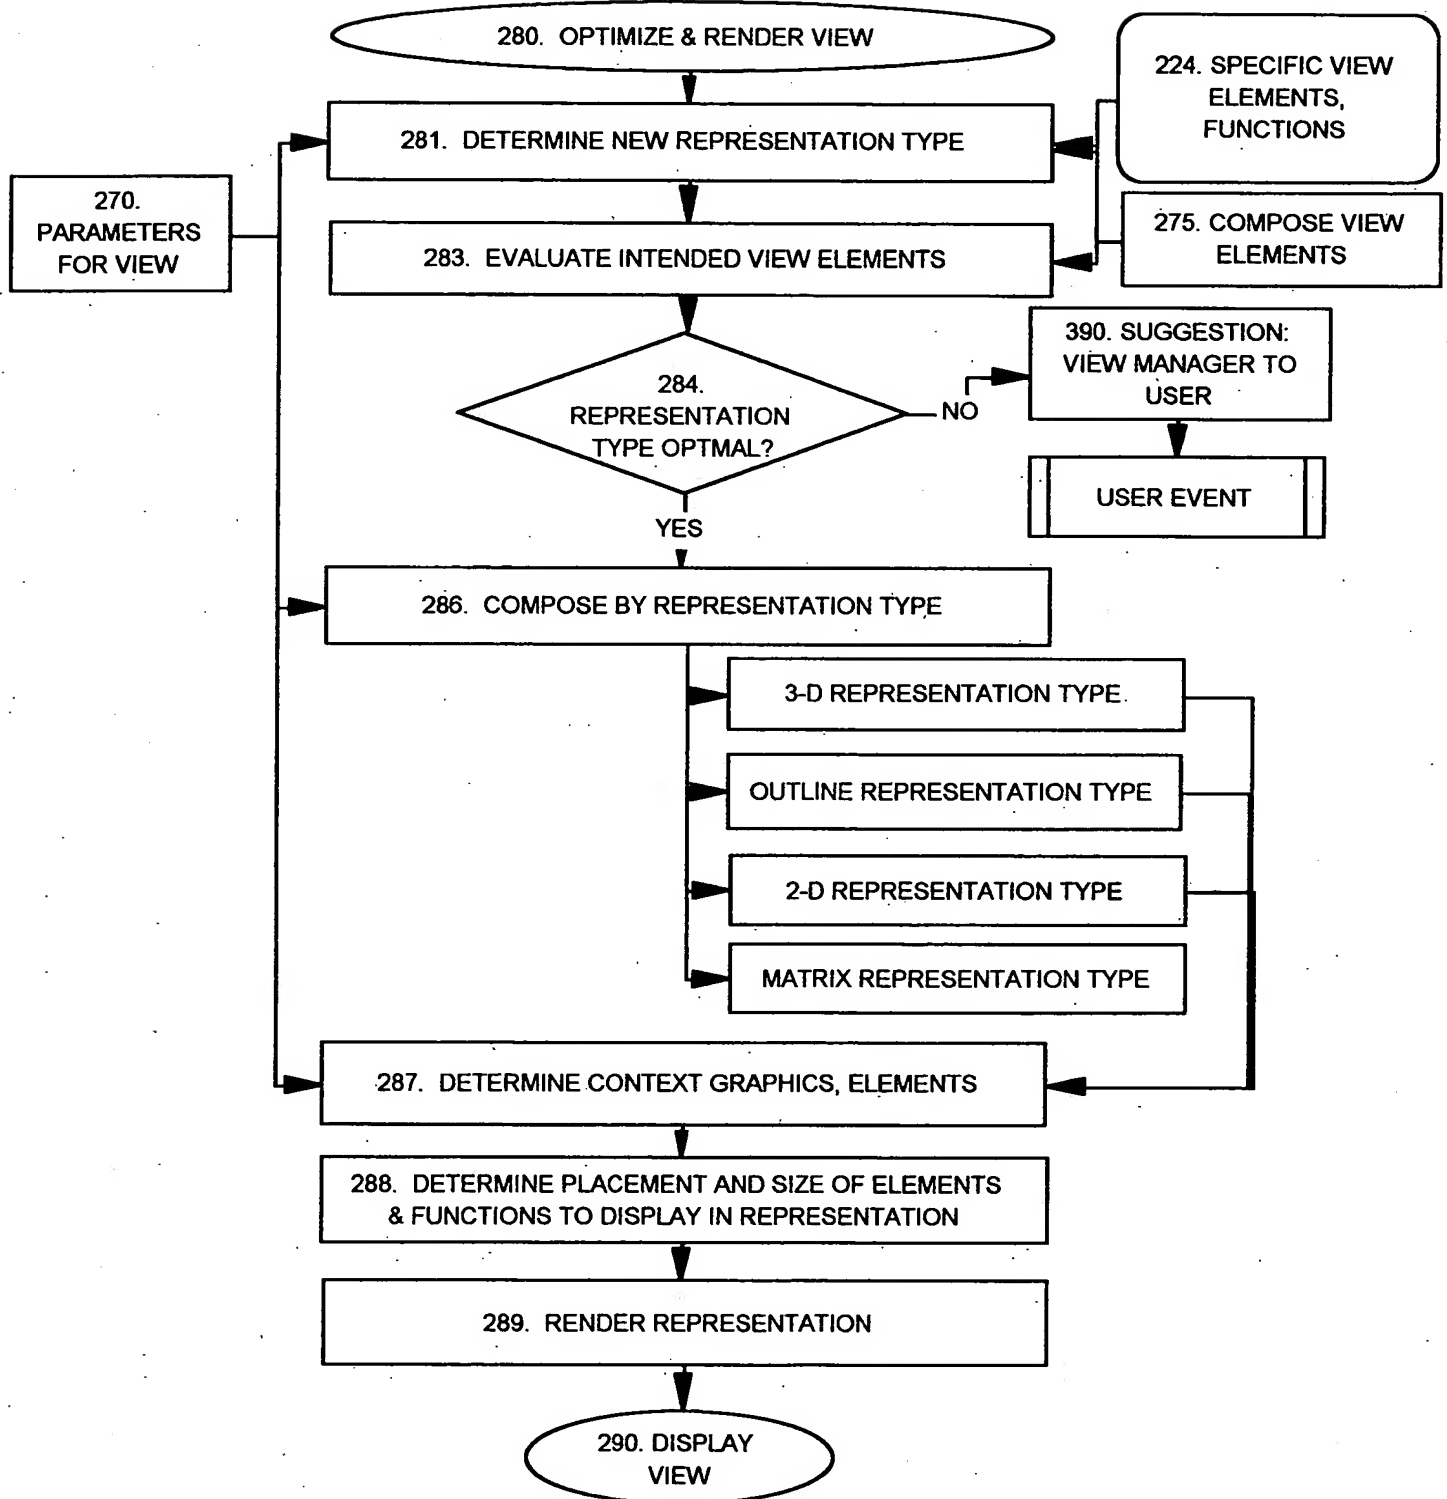 280. OPTIMIZE & RENDER VIEW
224. SPECIFIC VIEW
ELEMENTS,
FUNCTIONS
281. DETERMINE NEW REPRESENTATION TYPE
270.
PARAMETERS
FOR VIEW
275. COMPOSE VIEW
ELEMENTS
283. EVALUATE INTENDED VIEW ELEMENTS
390. SUGGESTION:
VIEW MANAGER TO
USER
284.
REPRESENTATION
TYPE OPTMAL?
NO
USER EVENT
YES
286. COMPOSE BY REPRESENTATION TYPE
3-D REPRESENTATION TYPE
OUTLINE REPRESENTATION TYPE
2-D REPRESENTATION TYPE
MATRIX REPRESENTATION TYPE
287. DETERMINE CONTEXT GRAPHICS, ELEMENTS
288. DETERMINE PLACEMENT AND SIZE OF ELEMENTS
& FUNCTIONS TO DISPLAY IN REPRESENTATION
289. RENDER REPRESENTATION
290. DISPLAY
VIEW